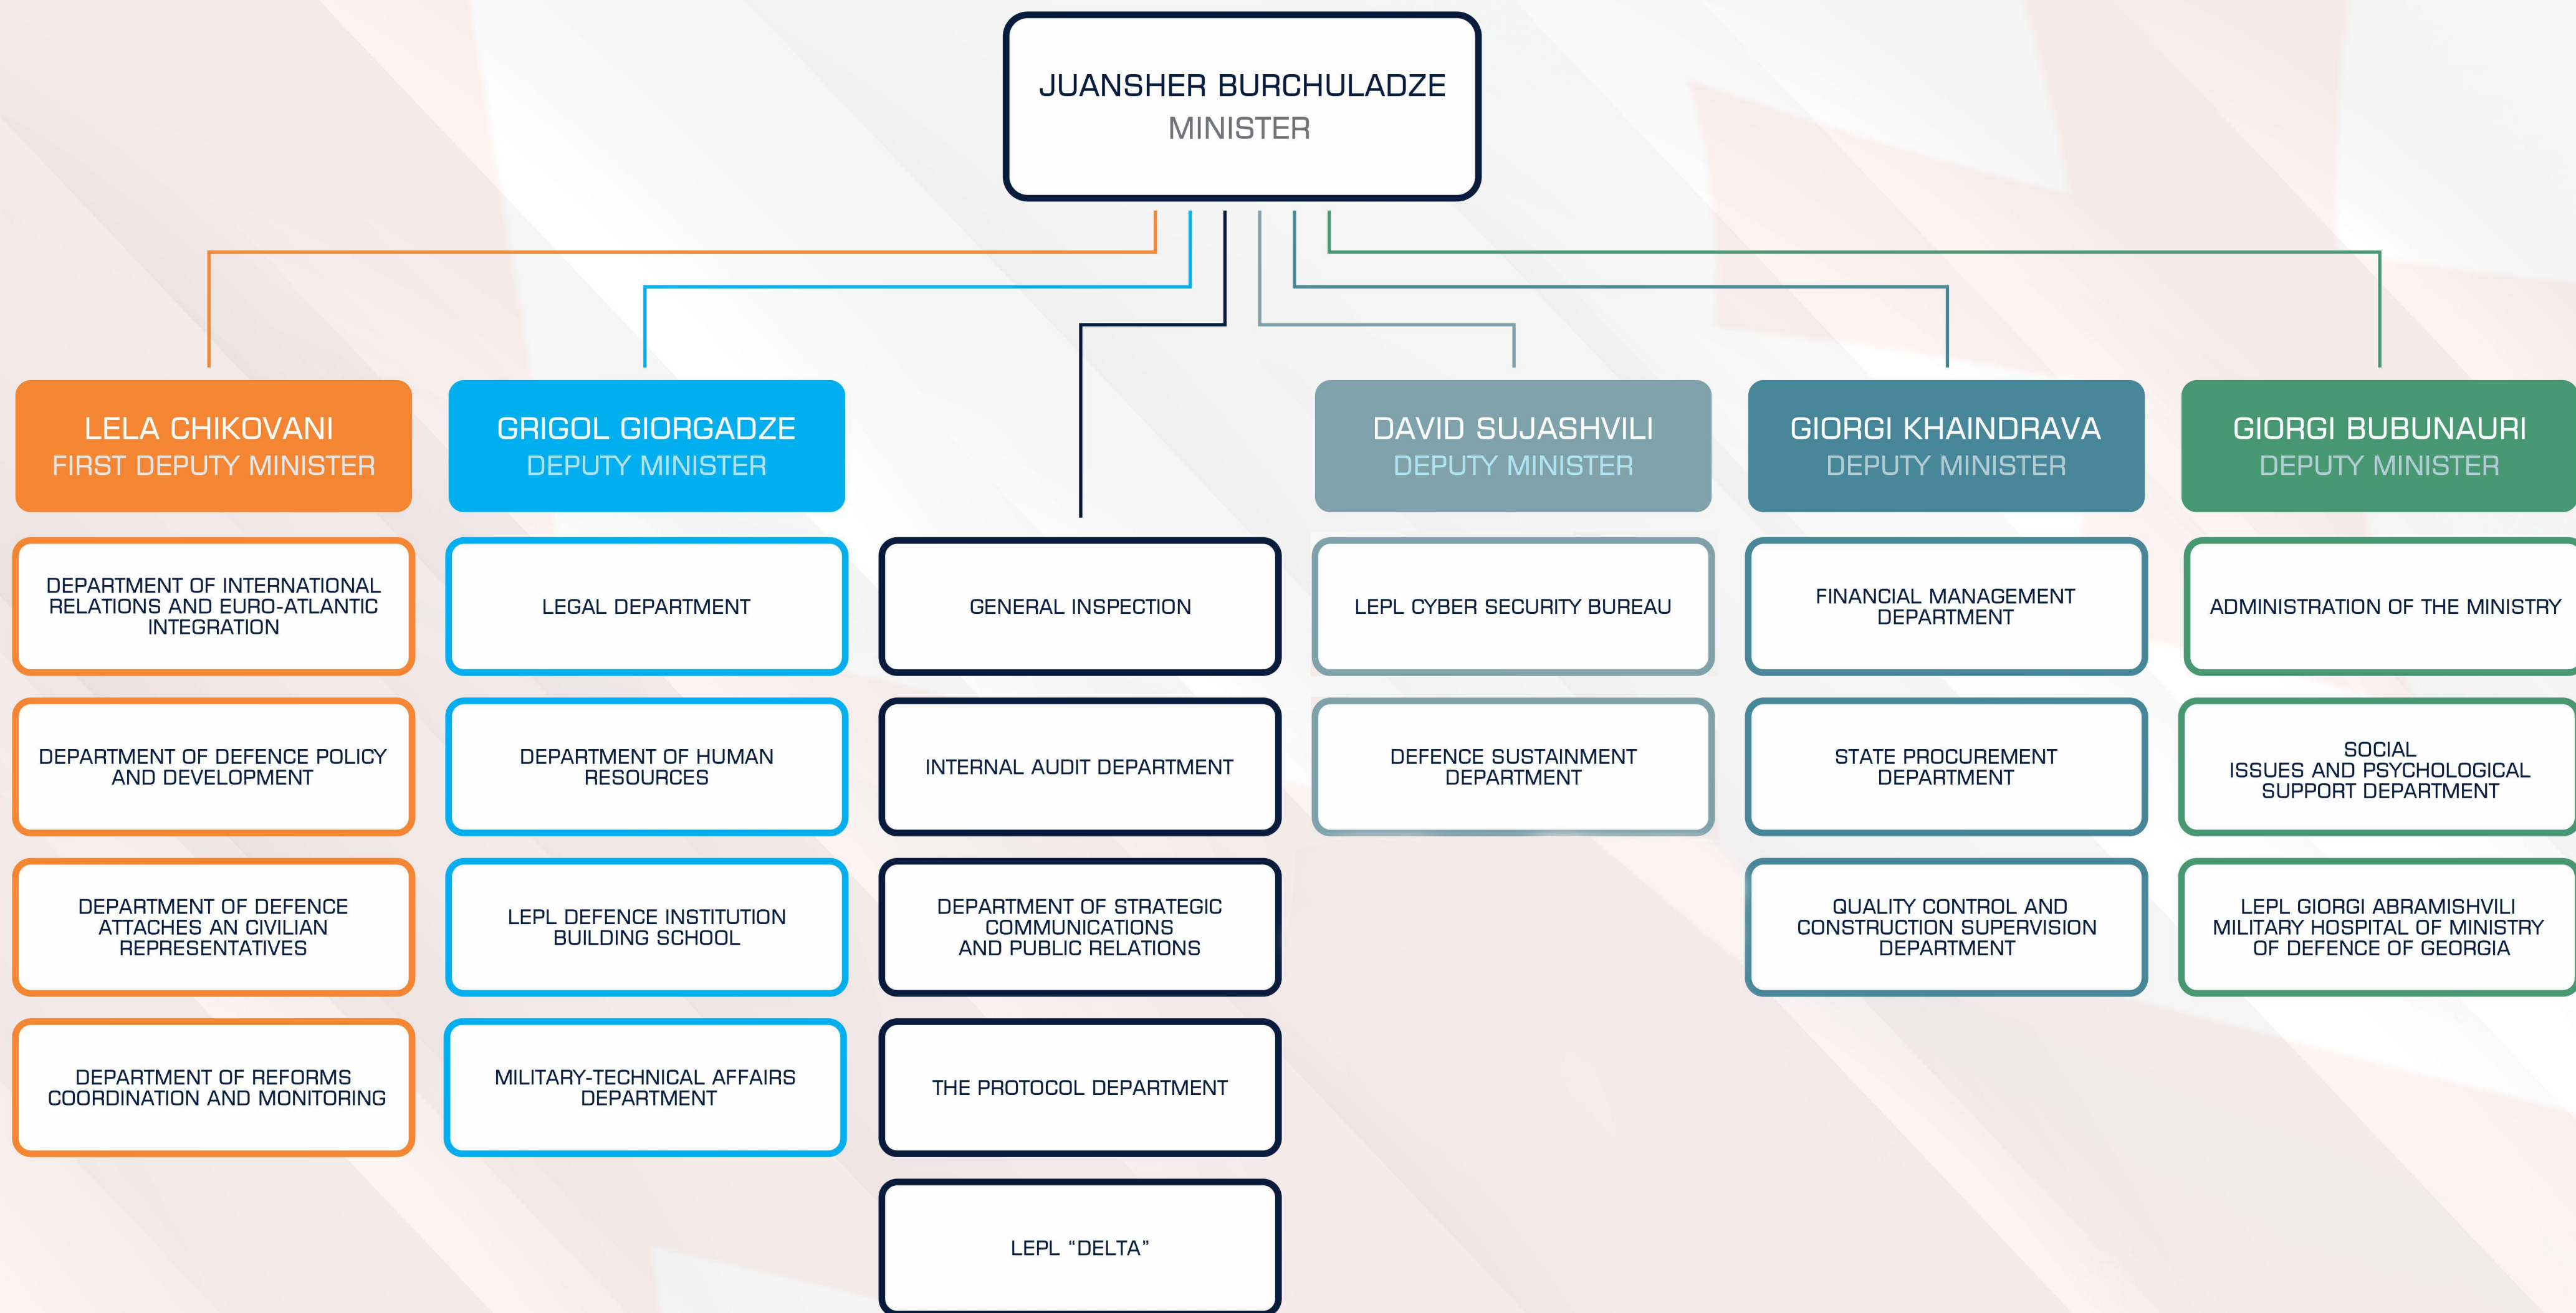 JUANSHER BURCHULADZE
MINISTER
LELA CHIKOVANI
FIRST DEPUTY MINISTER
DEPARTMENT OF INTERNATIONAL
RELATIONS AND EURO-ATLANTIC
INTEGRATION
DEPARTMENT OF DEFENCE POLICY
AND DEVELOPMENT
DEPARTMENT OF DEFENCE
ATTACHES AN CIVILIAN
REPRESENTATIVES
DEPARTMENT OF REFORMS
COORDINATION AND MONITORING
GRIGOL GIORGADZE
DEPUTY MINISTER
LEGAL DEPARTMENT
DEPARTMENT OF HUMAN
RESOURCES
LEPL DEFENCE INSTITUTION
BUILDING SCHOOL
MILITARY-TECHNICAL AFFAIRS
DEPARTMENT
GENERAL INSPECTION
INTERNAL AUDIT DEPARTMENT
DEPARTMENT OF STRATEGIC
COMMUNICATIONS
AND PUBLIC RELATIONS
THE PROTOCOL DEPARTMENT
LEPL “DELTA”
DAVID SUJASHVILI
DEPUTY MINISTER
LEPL CYBER SECURITY BUREAU
DEFENCE SUSTAINMENT
DEPARTMENT
GIORGI KHAINDRAVA
DEPUTY MINISTER
FINANCIAL MANAGEMENT
DEPARTMENT
STATE PROCUREMENT
DEPARTMENT
QUALITY CONTROL AND
CONSTRUCTION SUPERVISION
DEPARTMENT
GIORGI BUBUNAURI
DEPUTY MINISTER
ADMINISTRATION OF THE MINISTRY
SOCIAL
ISSUES AND PSYCHOLOGICAL
SUPPORT DEPARTMENT
LEPL GIORGI ABRAMISHVILI
MILITARY HOSPITAL OF MINISTRY
OF DEFENCE OF GEORGIA